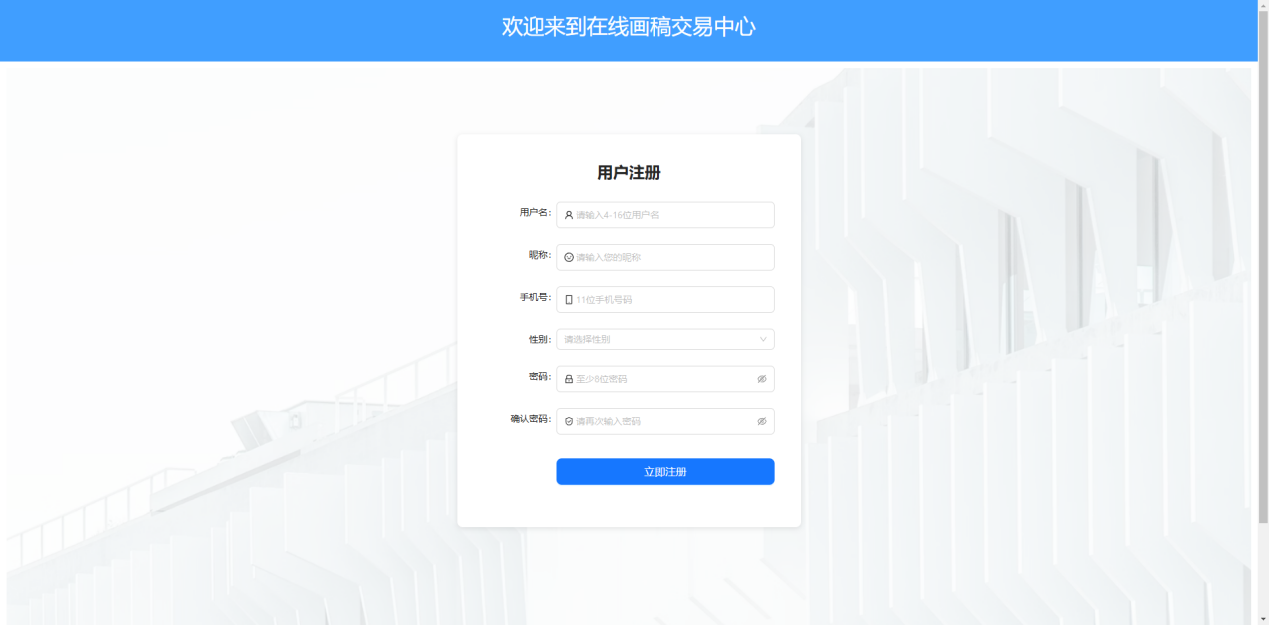 欢迎来到在线画稿交易中心
用户注册
用户名: 请输入4-16位用户名
昵称: 请输入您的昵称
手机号: 11位手机号码
性别: 请选择性别
密码: 至少8位密码
确认密码: 请再次输入密码
立即注册